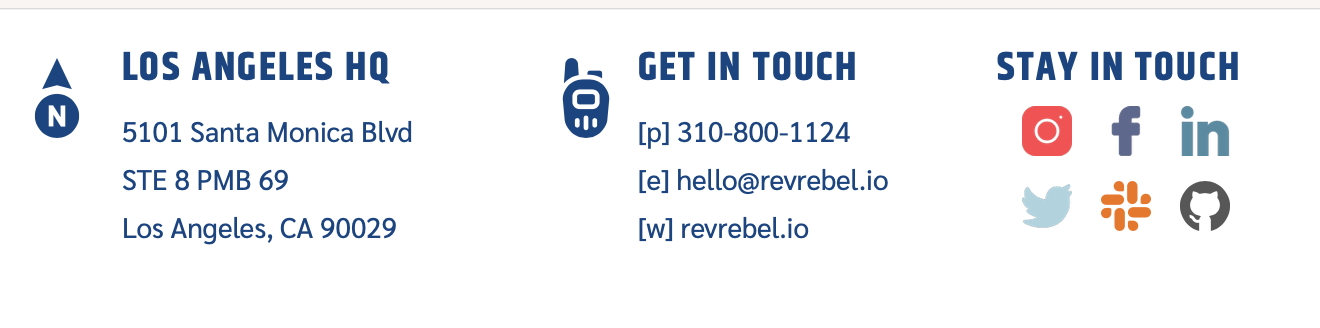 LOS ANGELES HQ
N
5101 Santa Monica Blvd
STE 8 PMB 69
Los Angeles, CA 90029
GET IN TOUCH
[p] 310-800-1124
[e] hello@revrebel.io
[w] revrebel.io
STAY IN TOUCH
f
in